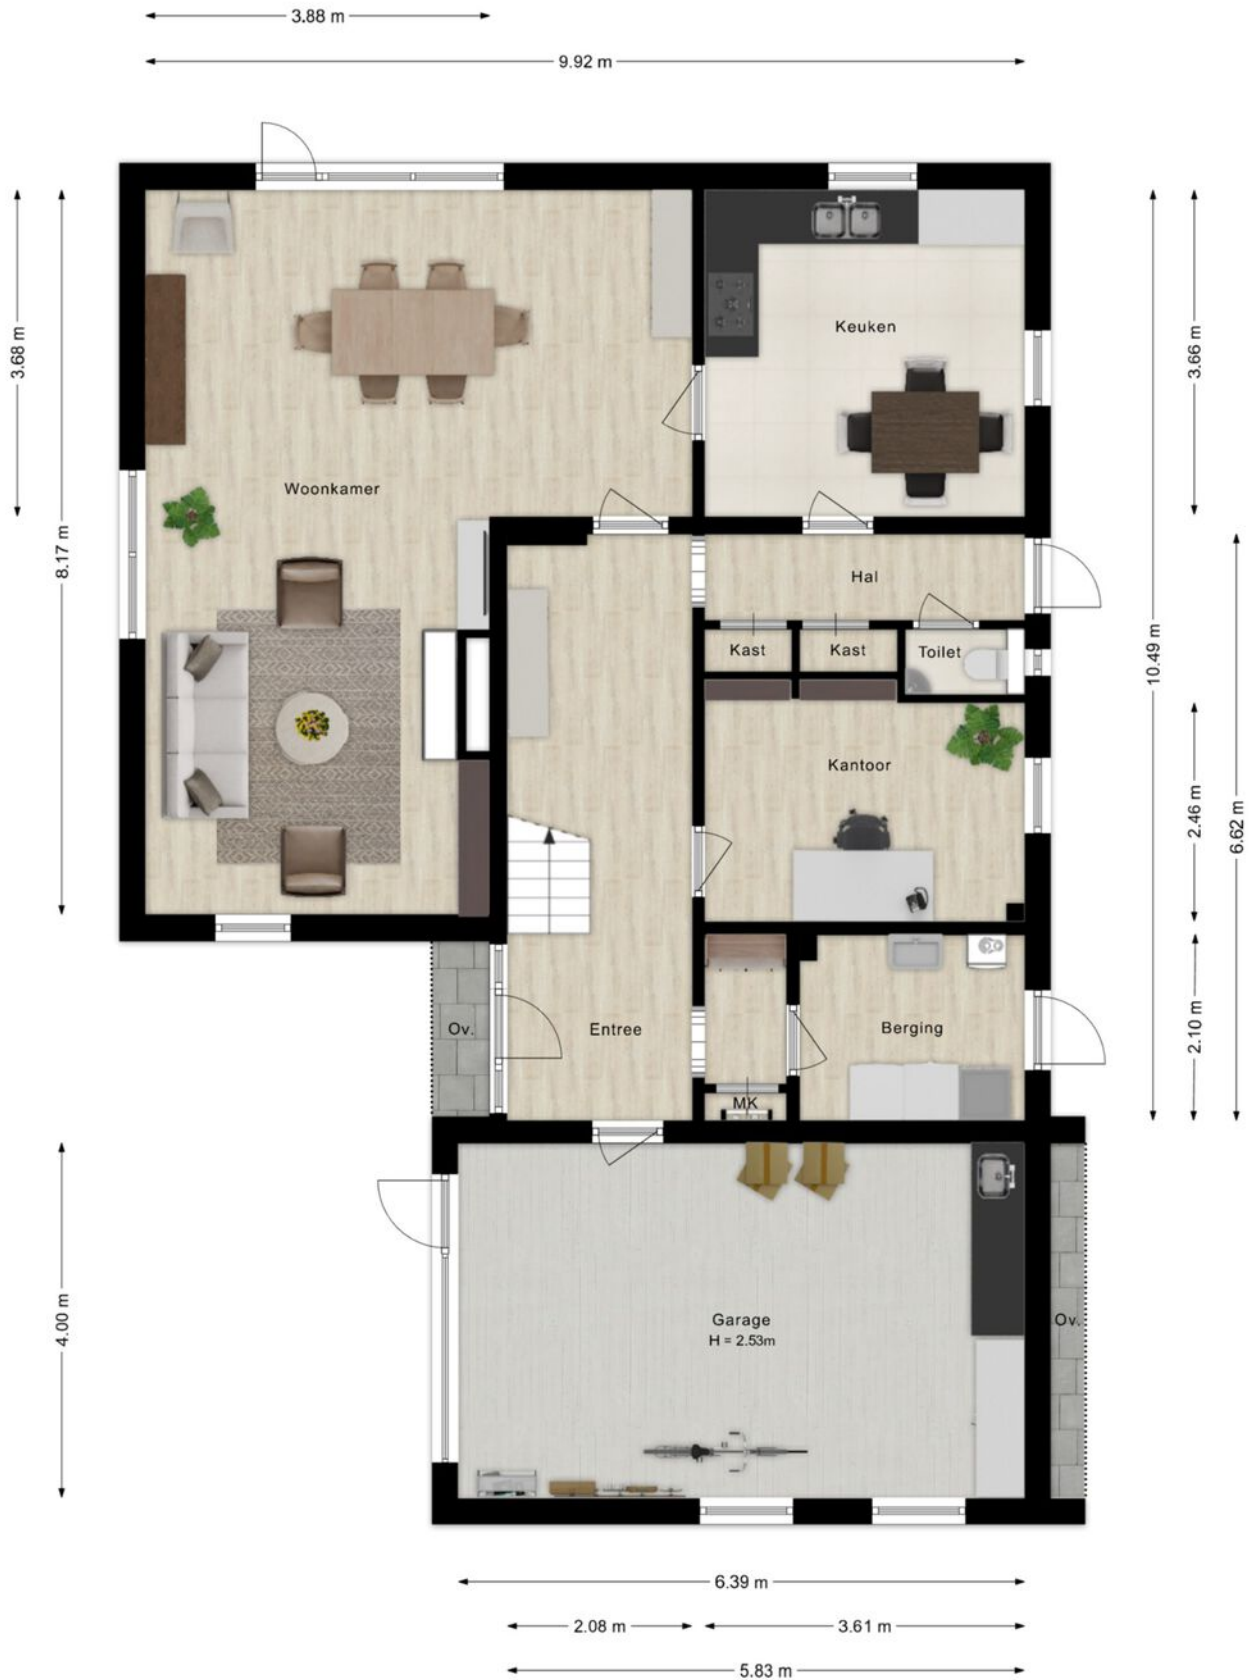 3.88 m
9.92 m
3.68 m
8.17 m
10.49 m
3.66 m
Keuken
Woonkamer
Hal
Kast
Kast
Toilet
Kantoor
2.46 m
6.62 m
Ov.
Entree
Berging
2.10 m
MK
4.00 m
Garage
H = 2.53m
Ov.
6.39 m
2.08 m
3.61 m
5.83 m